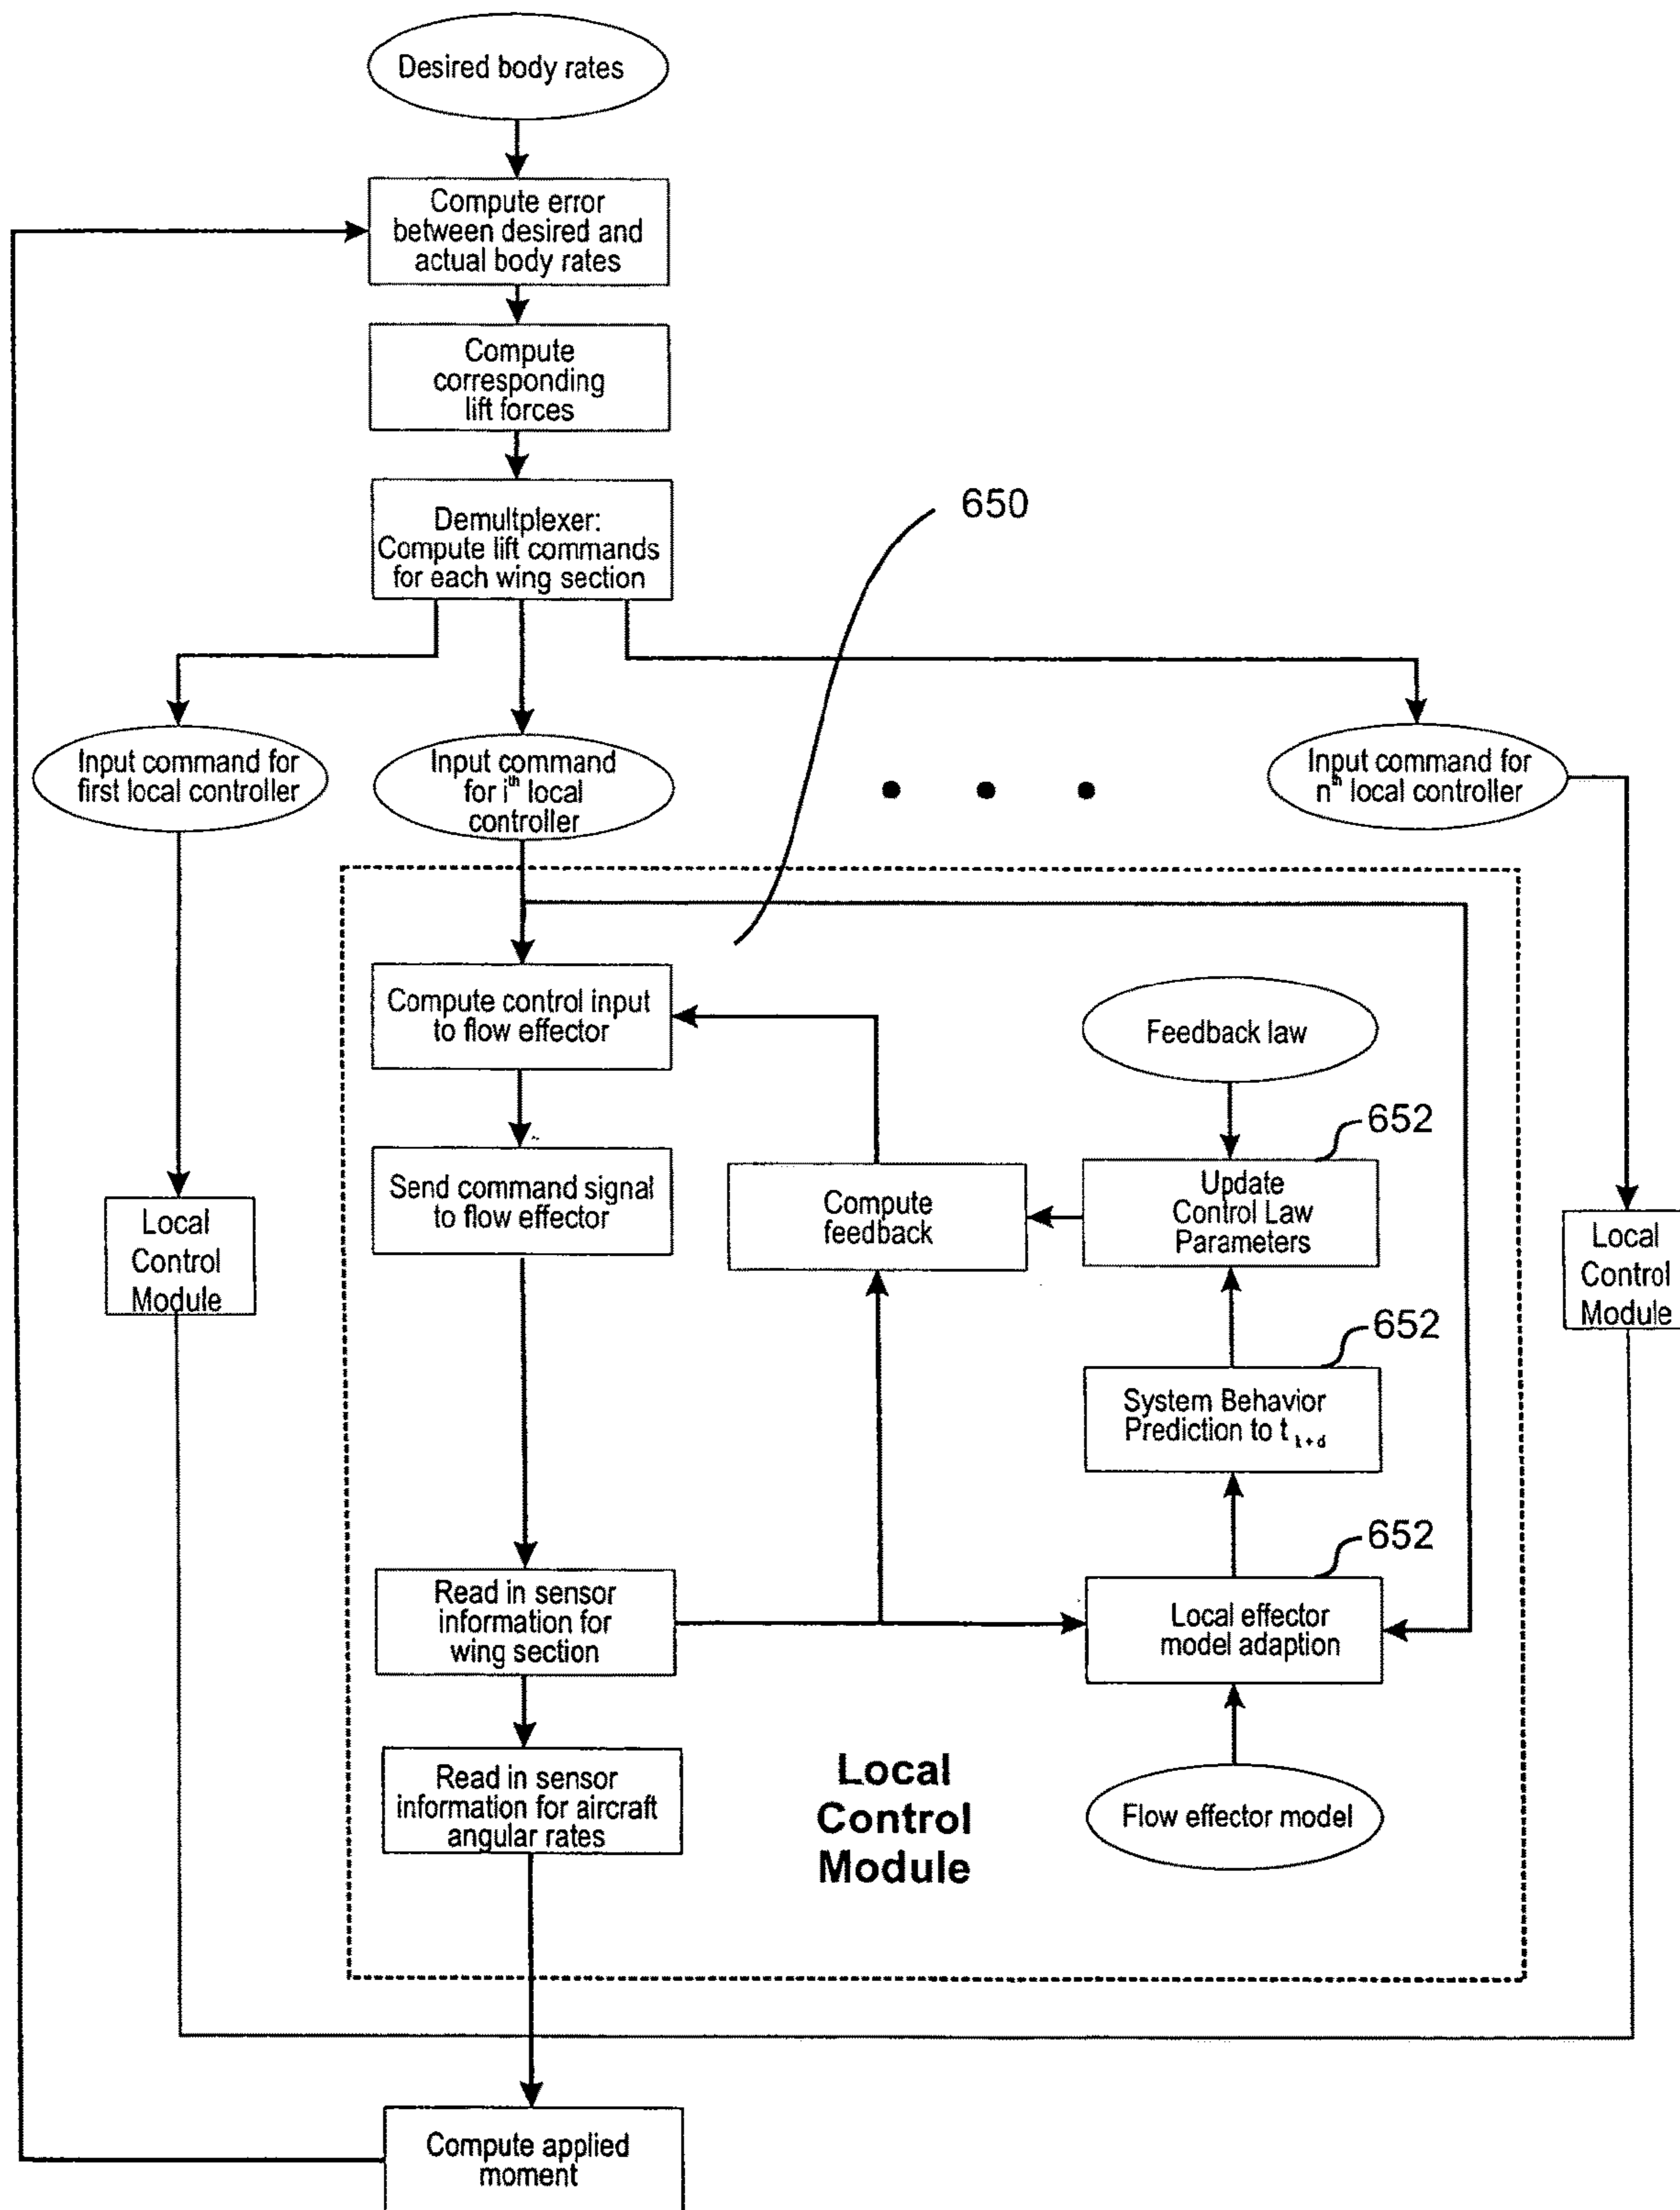 Desired body rates
Compute error
between desired and
actual body rates
Compute
corresponding
lift forces
Demultplexer:
Compute lift commands
for each wing section
650
Input command for
first local controller
Input command
for iᵗʰ local
controller
Input command for
nᵗʰ local controller
Compute control input
to flow effector
Feedback law
652
Send command signal
to flow effector
Compute
feedback
Update
Control Law
Parameters
Local
Control
Module
Local
Control
Module
652
System Behavior
Prediction to t k+d
652
Read in sensor
information for
wing section
Local effector
model adaption
Read in sensor
information for aircraft
angular rates
Local
Control
Module
Flow effector model
Compute applied
moment